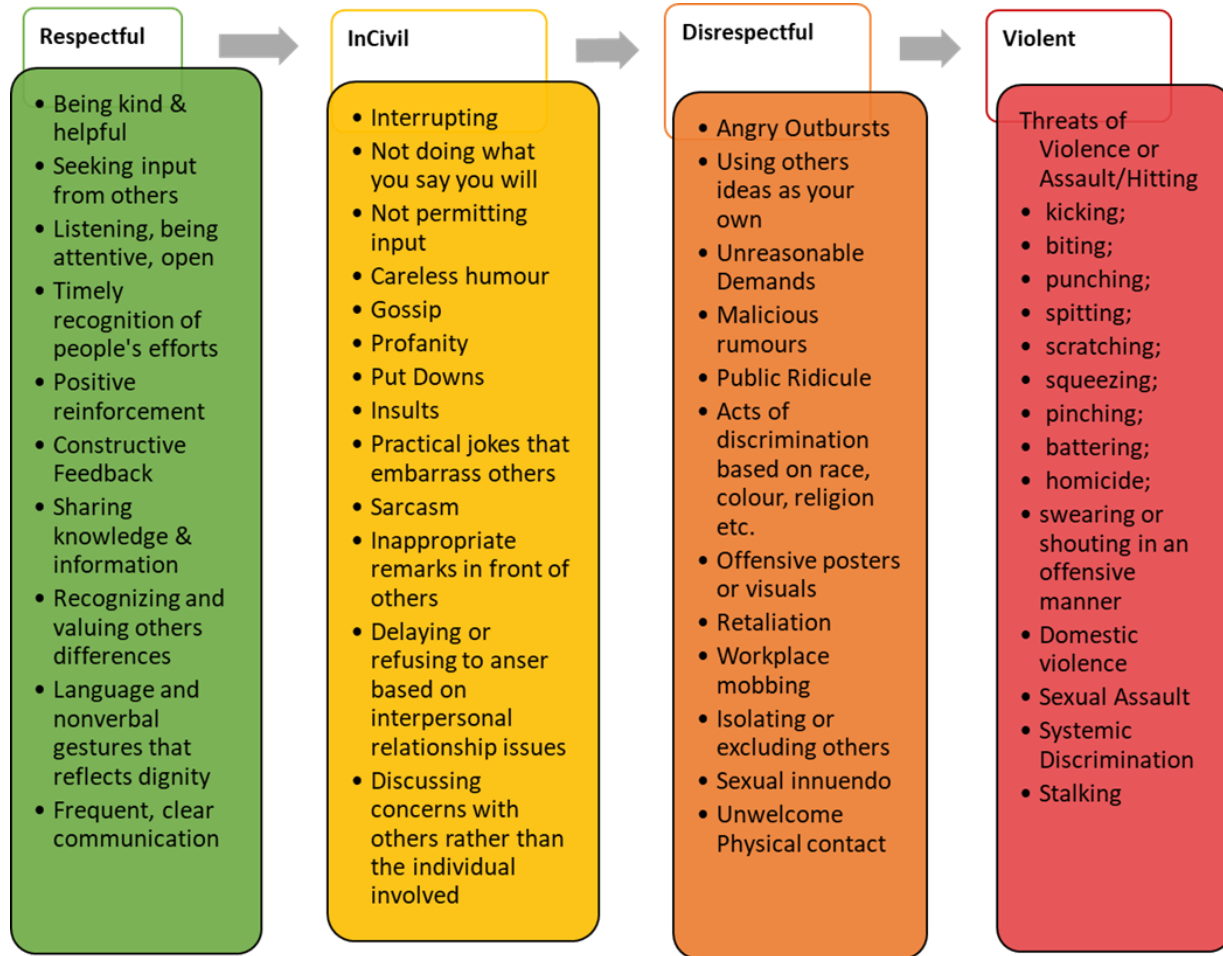 Respectful
• Being kind &
helpful
• Seeking input
from others
• Listening, being
attentive, open
• Timely
recognition of
people's efforts
• Positive
reinforcement
• Constructive
Feedback
• Sharing
knowledge &
information
• Recognizing and
valuing others
differences
• Language and
nonverbal
gestures that
reflects dignity
• Frequent, clear
communication
InCivil
• Interrupting
• Not doing what
you say you will
• Not permitting
input
• Careless humour
• Gossip
• Profanity
• Put Downs
• Insults
• Practical jokes that
embarrass others
• Sarcasm
• Inappropriate
remarks in front of
others
• Delaying or
refusing to anser
based on
interpersonal
relationship issues
• Discussing
concerns with
others rather than
the individual
involved
Disrespectful
• Angry Outbursts
• Using others
ideas as your
own
• Unreasonable
Demands
• Malicious
rumours
• Public Ridicule
• Acts of
discrimination
based on race,
colour, religion
etc.
• Offensive posters
or visuals
• Retaliation
• Workplace
mobbing
• Isolating or
excluding others
• Sexual innuendo
• Unwelcome
Physical contact
Violent
Threats of
Violence or
Assault/Hitting
• kicking;
• biting;
• punching;
• spitting;
• scratching;
• squeezing;
• pinching;
• battering;
• homicide;
• swearing or
shouting in an
offensive
manner
• Domestic
violence
• Sexual Assault
• Systemic
Discrimination
• Stalking